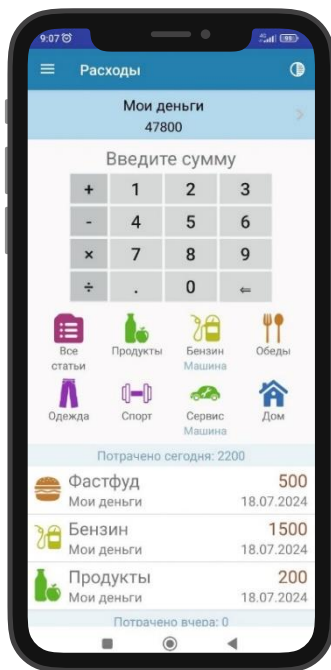 9:07
99
Расходы
Мои деньги
47800
Введите сумму
+ 1 2 3
- 4 5 6
× 7 8 9
÷ . 0 ⇐
Все статьи
Продукты
Бензин
Машина
Обеды
Одежда
Спорт
Сервис
Машина
Дом
Потрачено сегодня: 2200
Фастфуд 500
Мои деньги 18.07.2024
Бензин 1500
Мои деньги 18.07.2024
Продукты 200
Мои деньги 18.07.2024
Потрачено вчера: 0